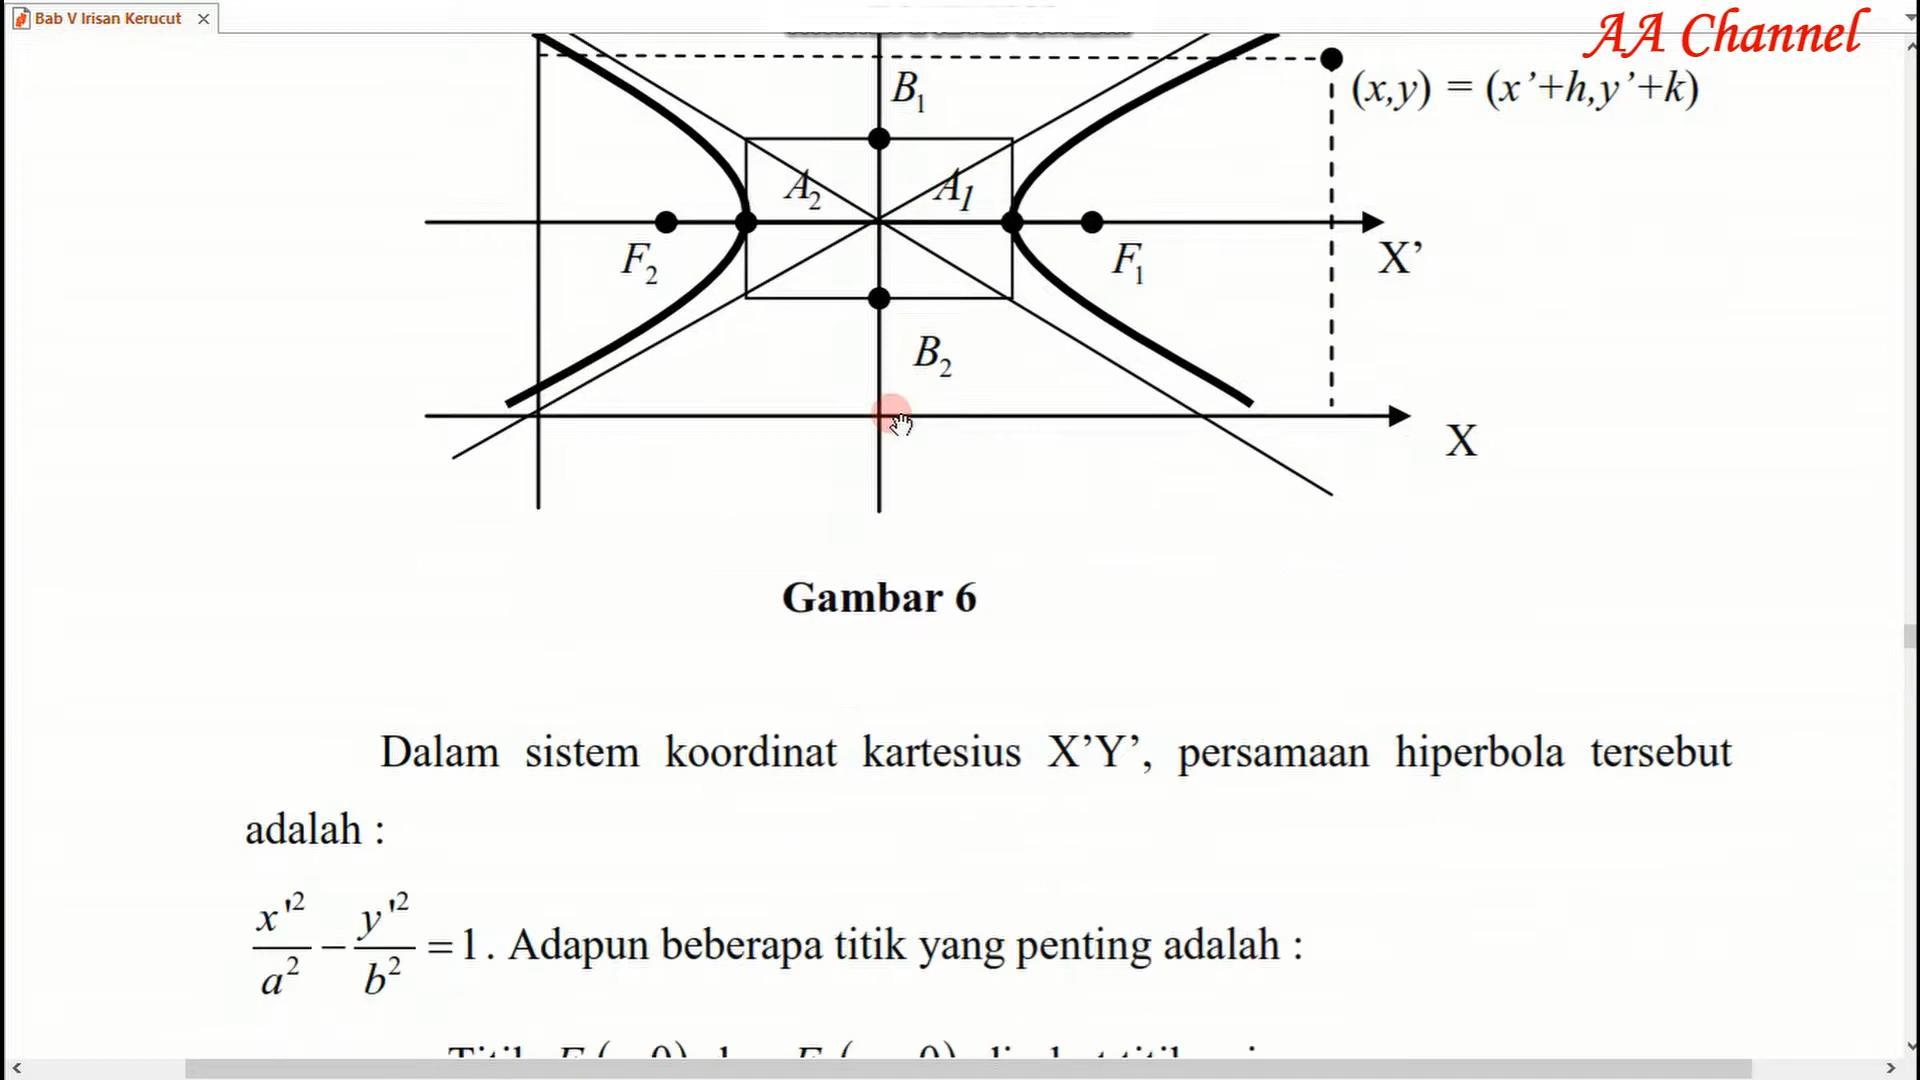 Bab V Irisan Kerucut
AA Channel
B₁
(x,y) = (x’+h,y’+k)
A₂
A₁
F₂
F₁
X’
B₂
X
Gambar 6
Dalam sistem koordinat kartesius X’Y’, persamaan hiperbola tersebut
adalah :
x'²/a² − y'²/b² = 1. Adapun beberapa titik yang penting adalah :